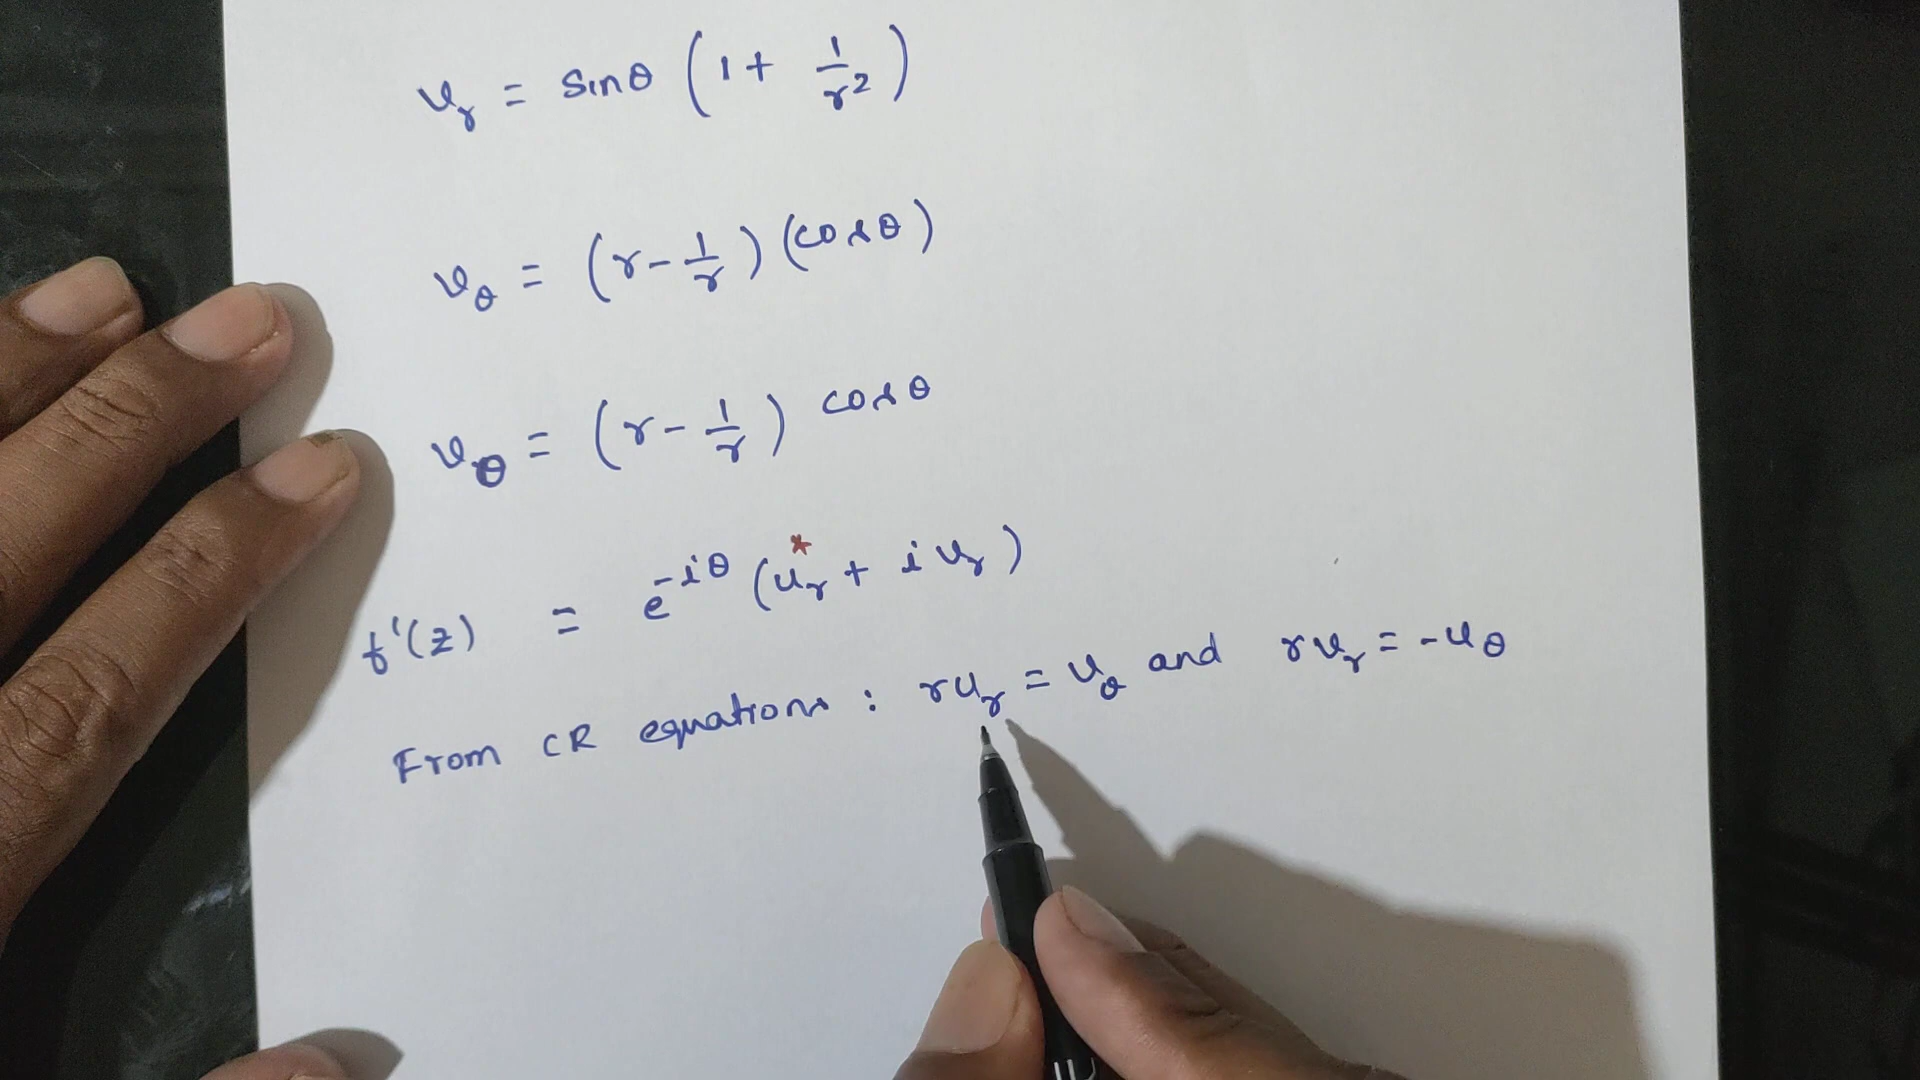 v_r = Sinθ (1 + 1/r²)
v_θ = (r - 1/r) (cosθ)
v_θ = (r - 1/r) cosθ
f'(z) = e^{-iθ} (u_r + i v_r)
*
From CR equations : r u_r = v_θ and r v_r = -u_θ